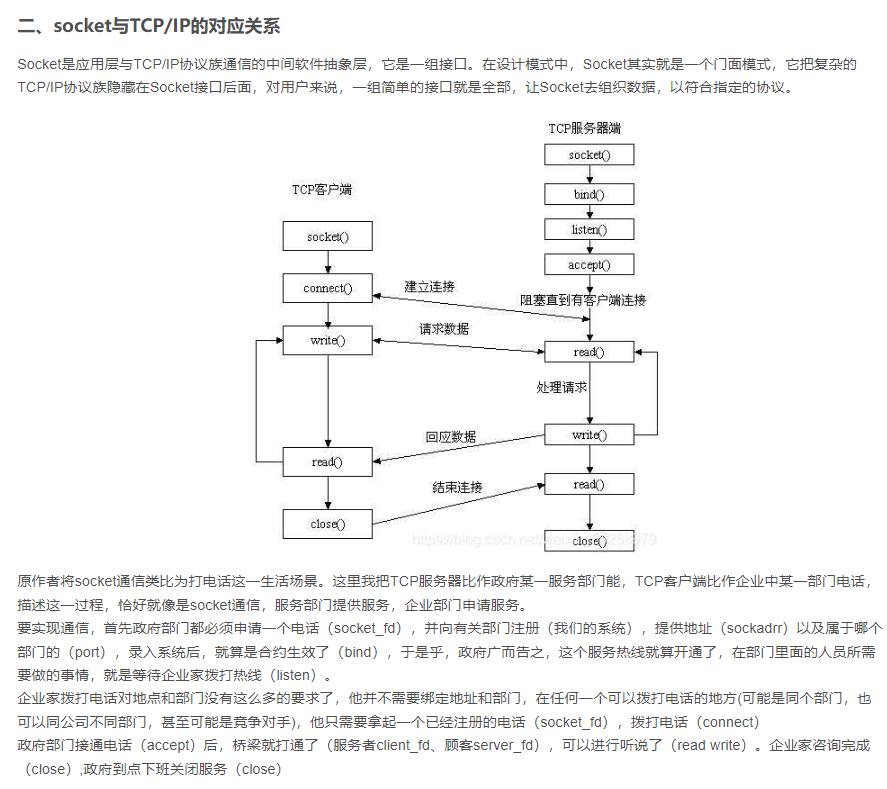 二、socket与TCP/IP的对应关系
Socket是应用层与TCP/IP协议族通信的中间软件抽象层，它是一组接口。在设计模式中，Socket其实就是一个门面模式，它把复杂的
TCP/IP协议族隐藏在Socket接口后面，对用户来说，一组简单的接口就是全部，让Socket去组织数据，以符合指定的协议。
TCP服务器端
socket()
bind()
listen()
accept()
阻塞直到有客户端连接
TCP客户端
socket()
connect()
建立连接
write()
请求数据
read()
处理请求
write()
回应数据
read()
read()
结束连接
close()
close()
原作者将socket通信类比为打电话这一生活场景。这里我把TCP服务器比作政府某一服务部门能，TCP客户端比作企业中某一部门电话，
描述这一过程，恰好就像是socket通信，服务部门提供服务，企业部门申请服务。
要实现通信，首先政府部门都必须申请一个电话（socket_fd），并向有关部门注册（我们的系统），提供地址（sockadrr）以及属于哪个
部门的（port），录入系统后，就算是合约生效了（bind），于是乎，政府广而告之，这个服务热线就算开通了，在部门里面的人员所需
要做的事情，就是等待企业家拨打热线（listen）。
企业家拨打电话对地点和部门没有这么多的要求了，他并不需要绑定地址和部门，在任何一个可以拨打电话的地方(可能是同个部门，也
可以同公司不同部门，甚至可能是竞争对手)，他只需要拿起一个已经注册的电话（socket_fd），拨打电话（connect）
政府部门接通电话（accept）后，桥梁就打通了（服务者client_fd、顾客server_fd），可以进行听说了（read write）。企业家咨询完成
（close）,政府到点下班关闭服务（close）